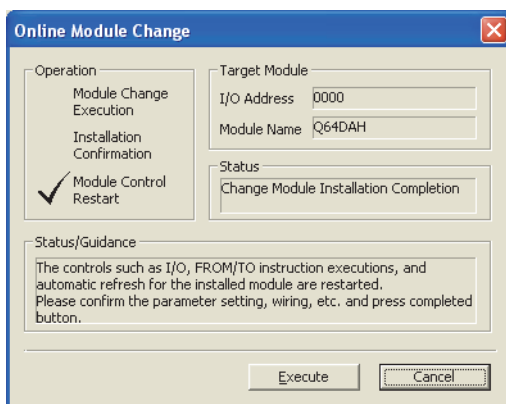 Online Module Change
Operation
Module Change
Execution
Installation
Confirmation
Module Control
Restart
Target Module
I/O Address 0000
Module Name Q64DAH
Status
Change Module Installation Completion
Status/Guidance
The controls such as I/O, FROM/TO instruction executions, and
automatic refresh for the installed module are restarted.
Please confirm the parameter setting, wiring, etc. and press completed
button.
Execute Cancel